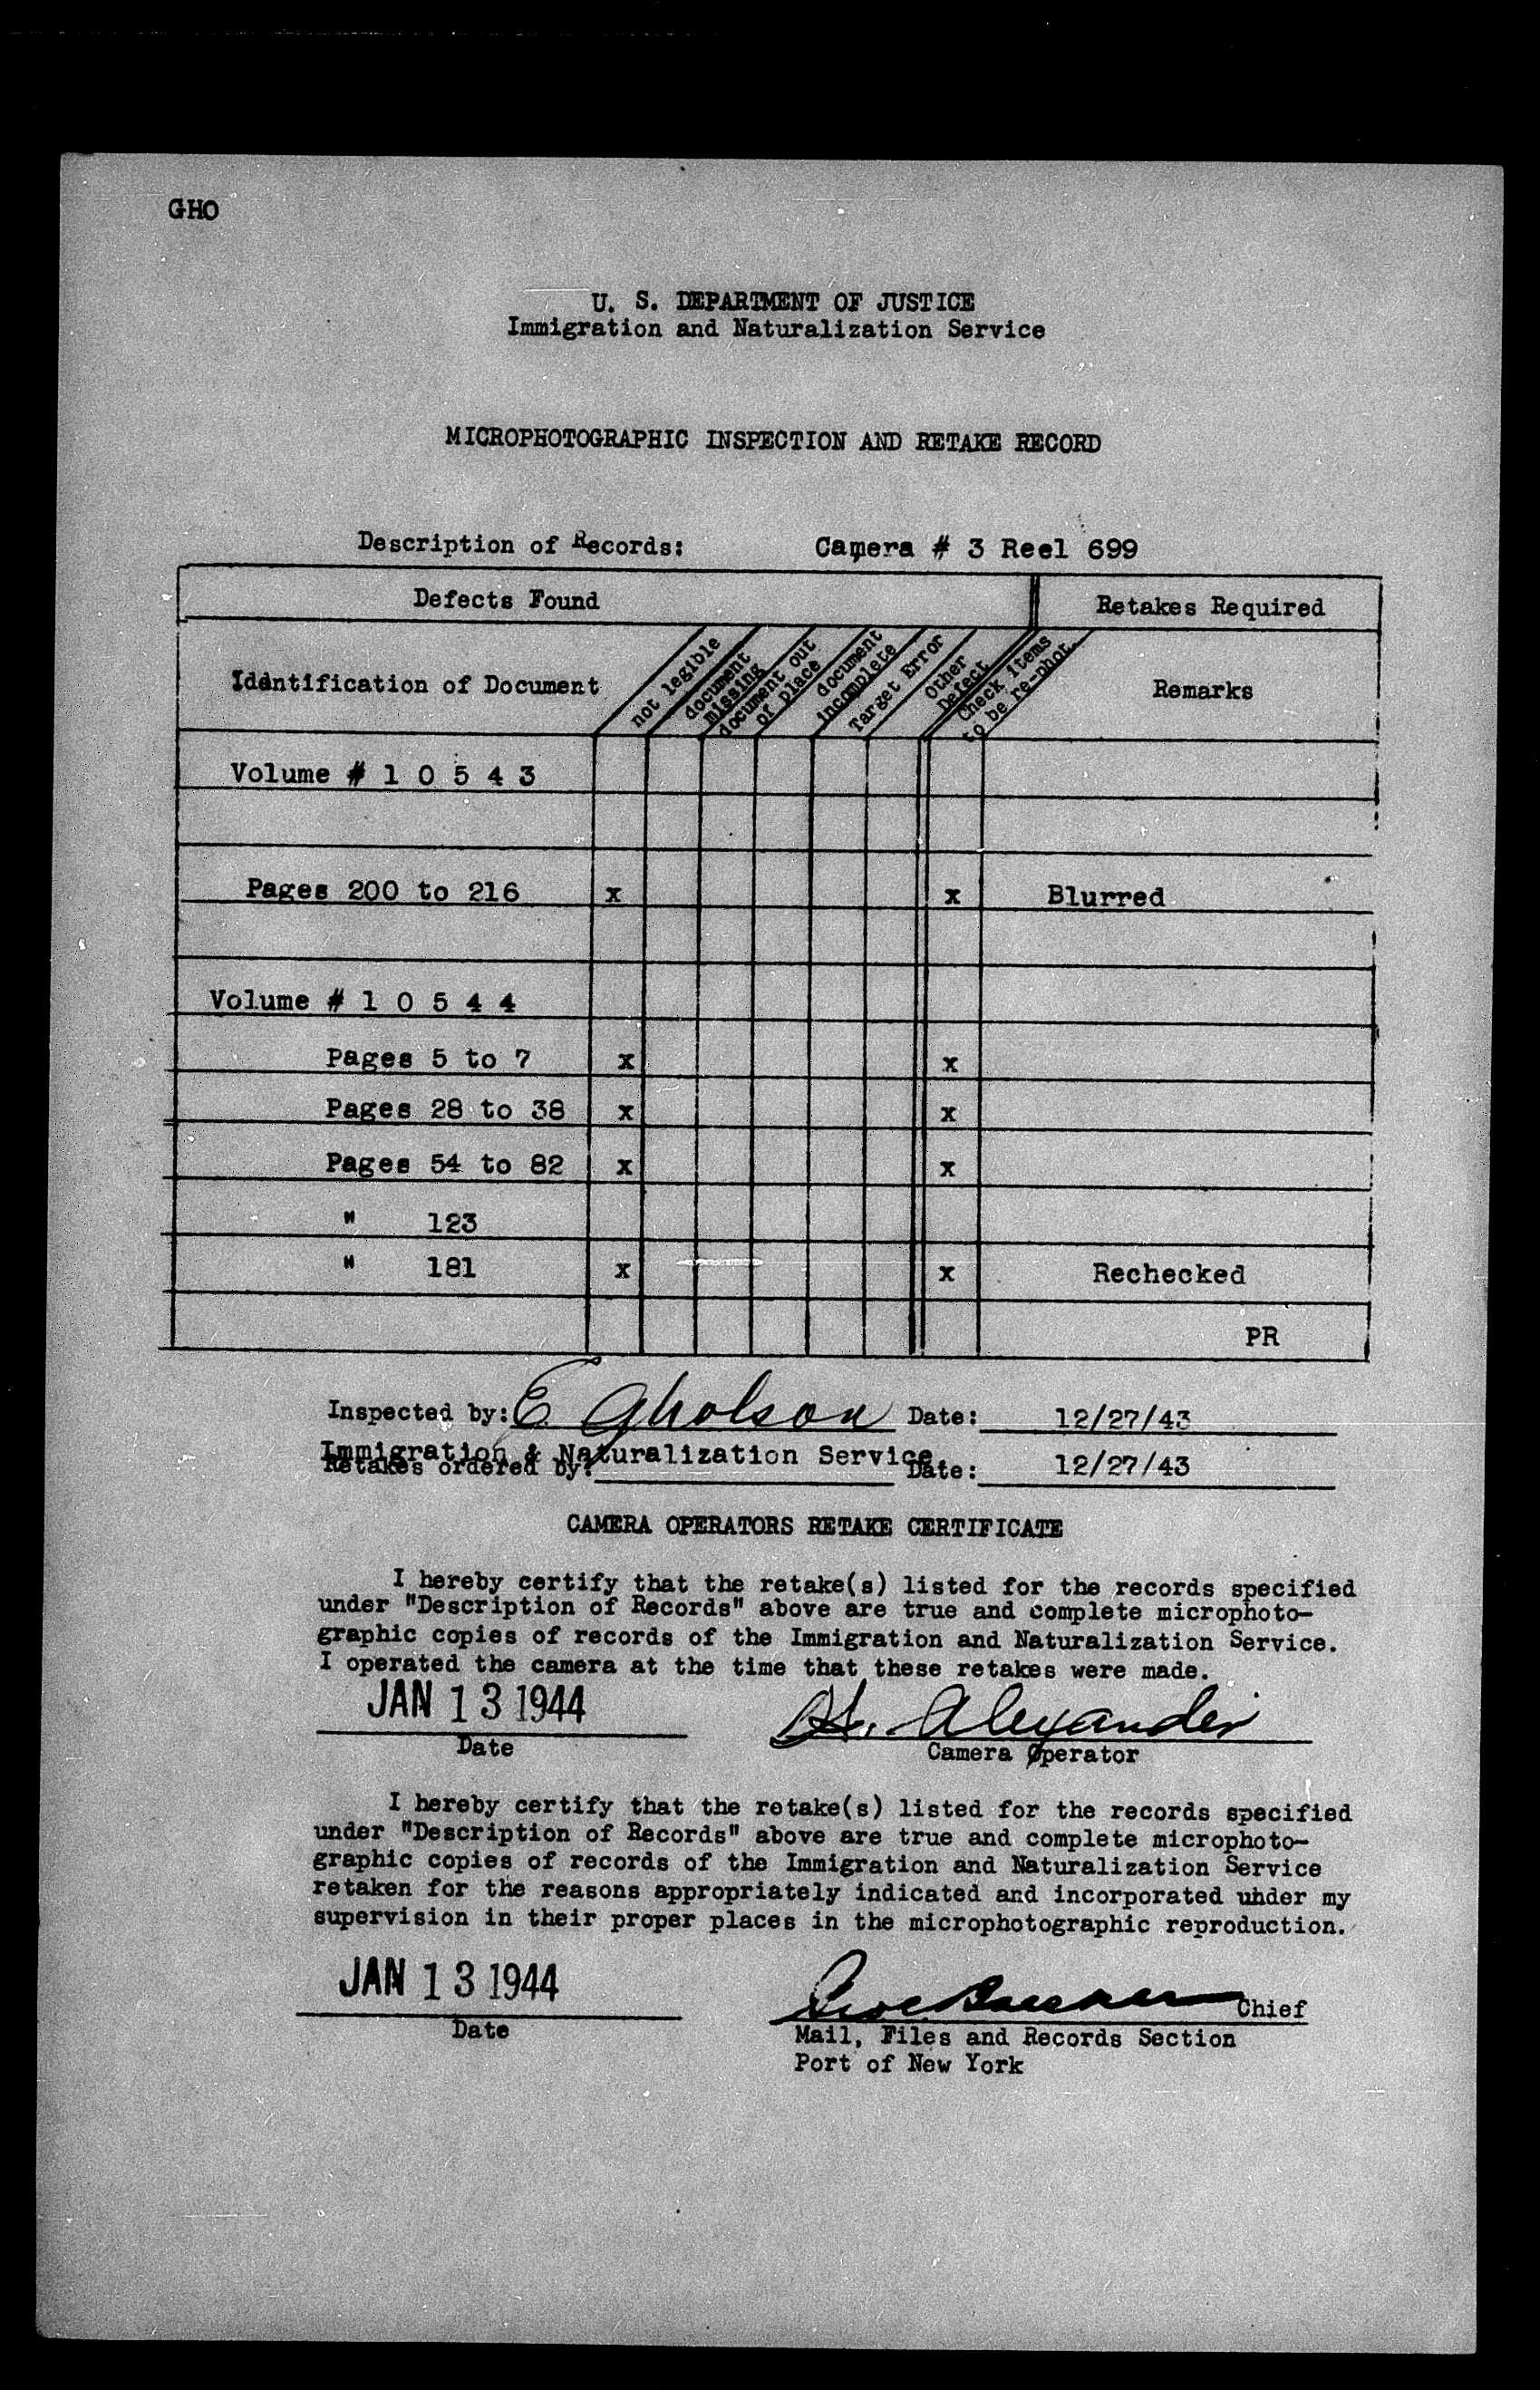 GHO
U. S. DEPARTMENT OF JUSTICE
Immigration and Naturalization Service
MICROPHOTOGRAPHIC INSPECTION AND RETAKE RECORD
Description of Records: Camera # 3 Reel 699
Defects Found Retakes Required
Identification of Document
not legible
document
missing
document out
of place
document
incomplete
Target Error
Other
Defect
Check items
to be re-phot.
Remarks
Volume # 1 0 5 4 3
Pages 200 to 216 x x Blurred
Volume # 1 0 5 4 4
Pages 5 to 7 x x
Pages 28 to 38 x x
Pages 54 to 82 x x
" 123
" 181 x x Rechecked
PR
Inspected by: E Gholson Date: 12/27/43
Immigration & Naturalization Service
Retakes ordered by: Date: 12/27/43
CAMERA OPERATORS RETAKE CERTIFICATE
I hereby certify that the retake(s) listed for the records specified
under "Description of Records" above are true and complete microphoto-
graphic copies of records of the Immigration and Naturalization Service.
I operated the camera at the time that these retakes were made.
JAN 13 1944 H. Alexander
Date Camera Operator
I hereby certify that the retake(s) listed for the records specified
under "Description of Records" above are true and complete microphoto-
graphic copies of records of the Immigration and Naturalization Service
retaken for the reasons appropriately indicated and incorporated under my
supervision in their proper places in the microphotographic reproduction.
JAN 13 1944 Chief
Date Mail, Files and Records Section
Port of New York